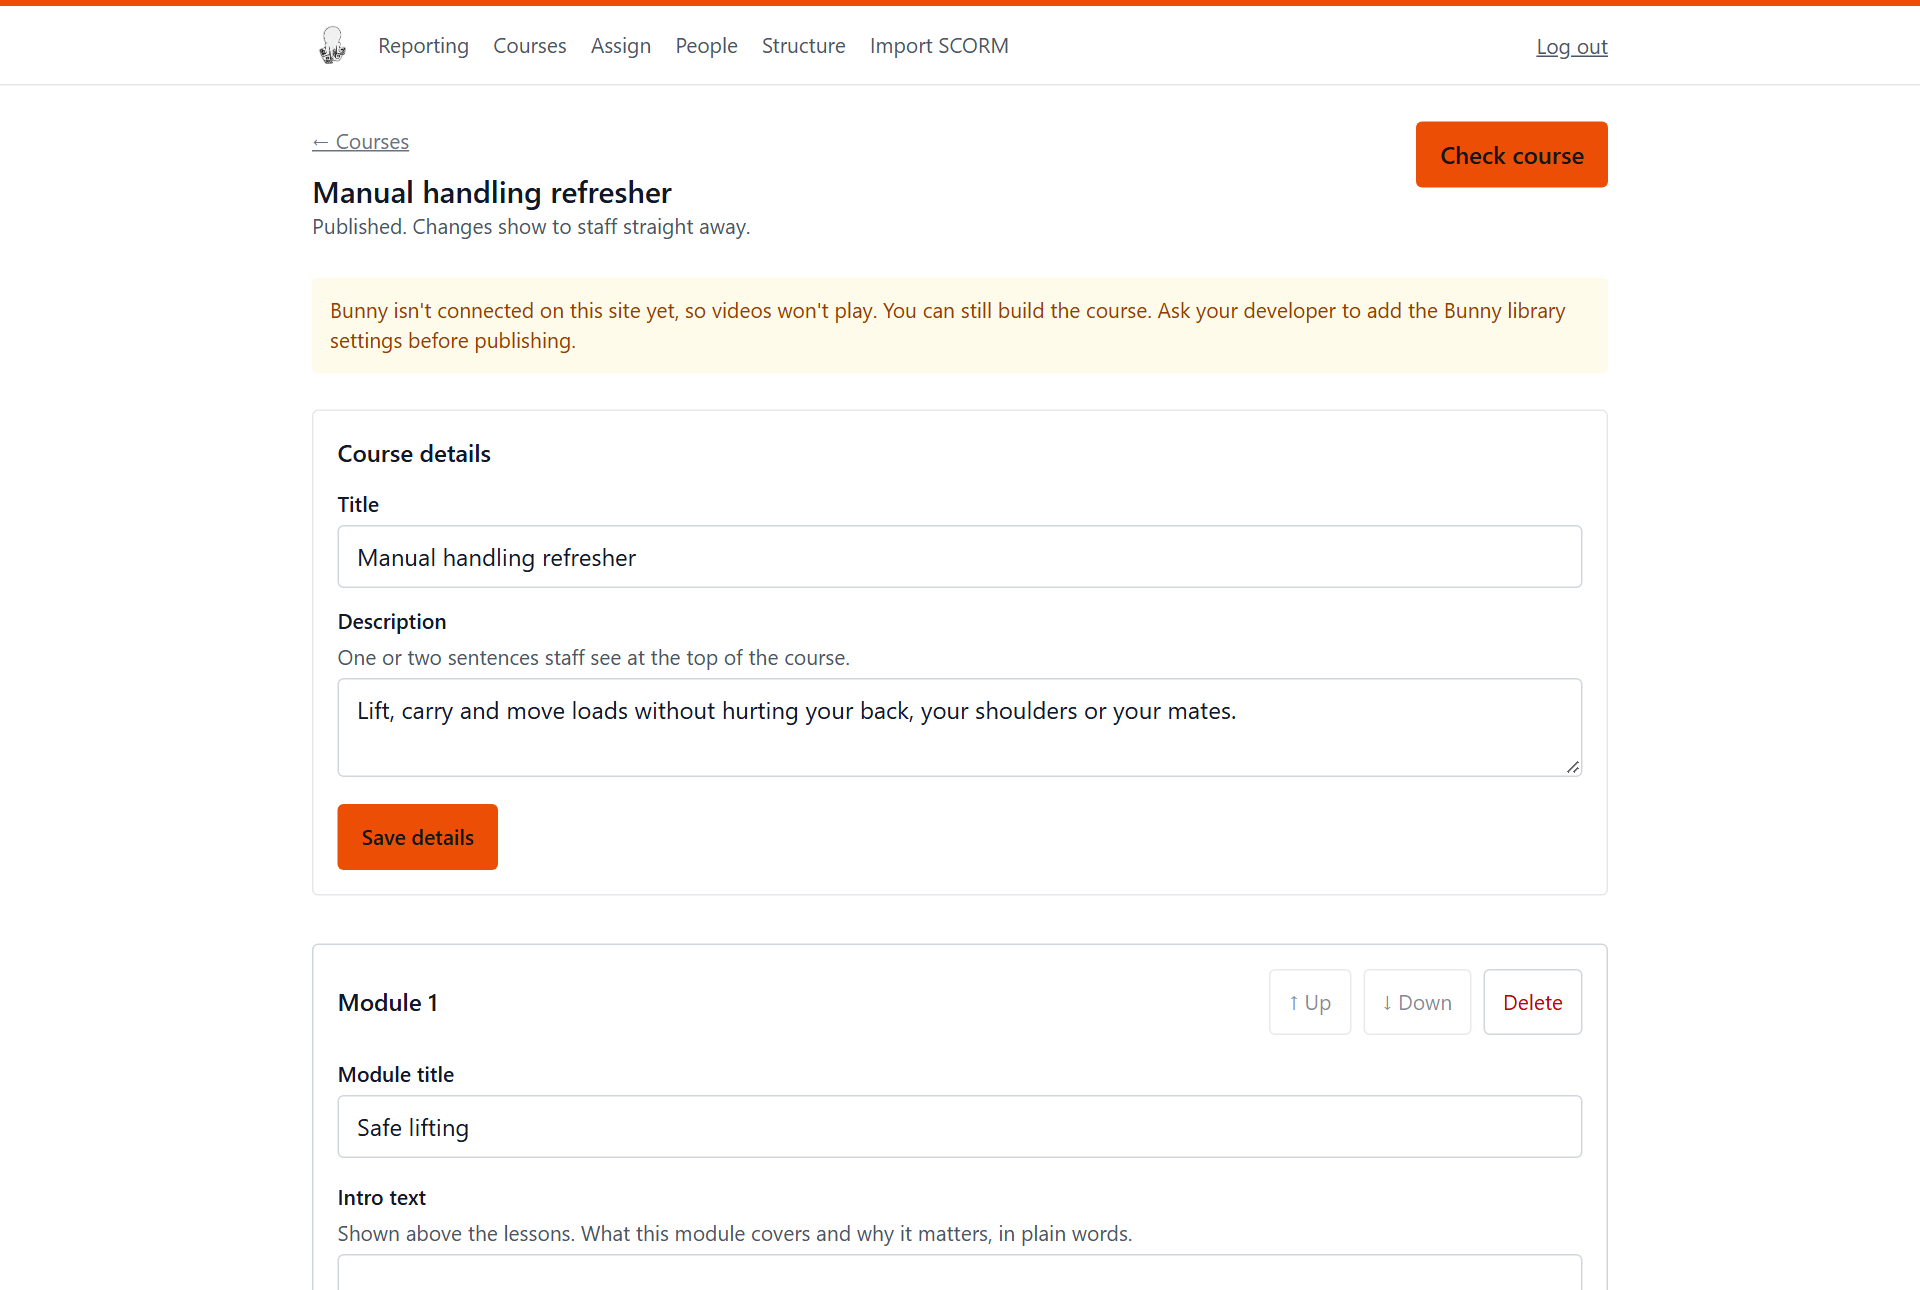 Reporting Courses Assign People Structure Import SCORM Log out
← Courses
Check course
Manual handling refresher
Published. Changes show to staff straight away.
Bunny isn't connected on this site yet, so videos won't play. You can still build the course. Ask your developer to add the Bunny library
settings before publishing.
Course details
Title
Manual handling refresher
Description
One or two sentences staff see at the top of the course.
Lift, carry and move loads without hurting your back, your shoulders or your mates.
Save details
Module 1
↑ Up ↓ Down Delete
Module title
Safe lifting
Intro text
Shown above the lessons. What this module covers and why it matters, in plain words.